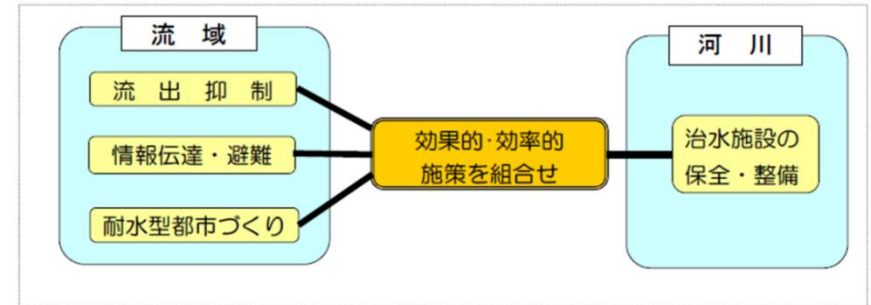 流 域
流 出 抑 制
情報伝達・避難
耐水型都市づくり
効果的・効率的
施策を組合せ
河 川
治水施設の
保全・整備